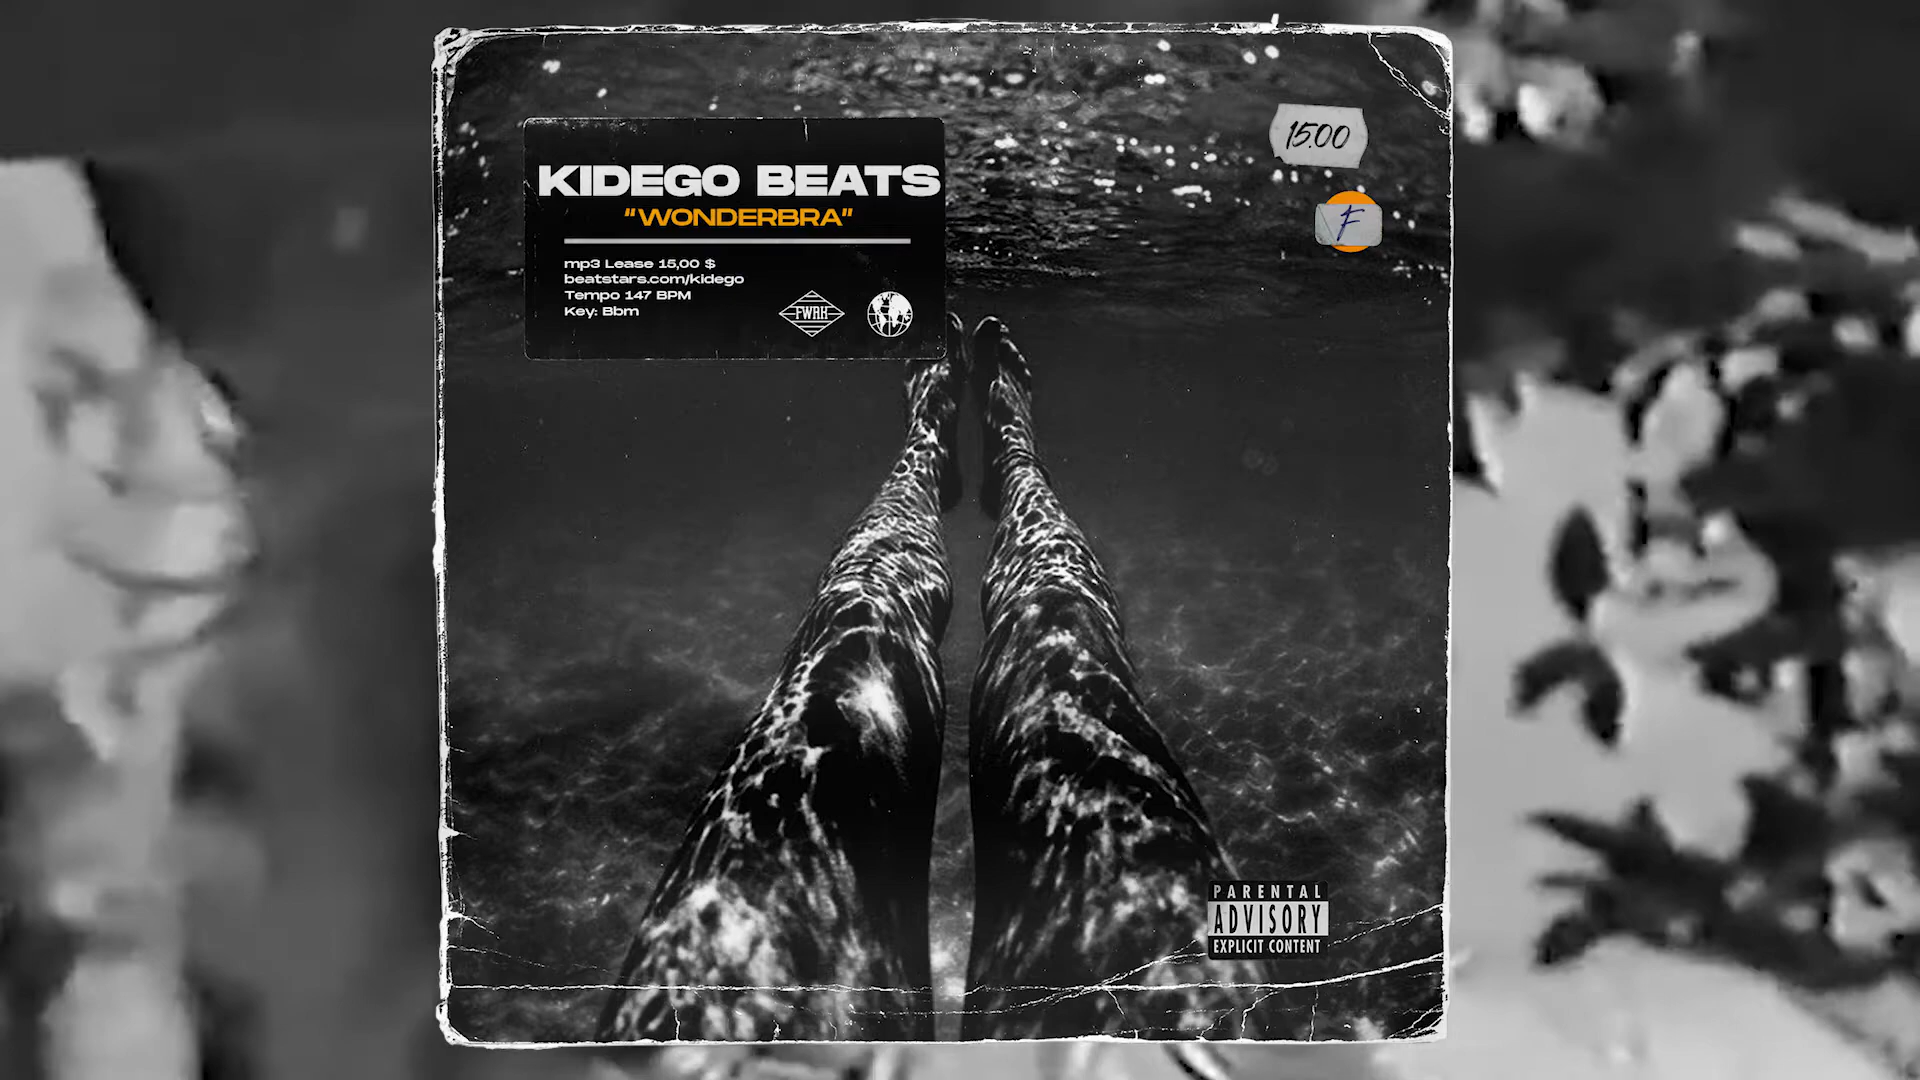 KIDEGO BEATS
"WONDERBRA"
mp3 Lease 15,00 $
beatstars.com/kidego
Tempo 147 BPM
Key: Bbm
FWRH
15.00
F
PARENTAL
ADVISORY
EXPLICIT CONTENT